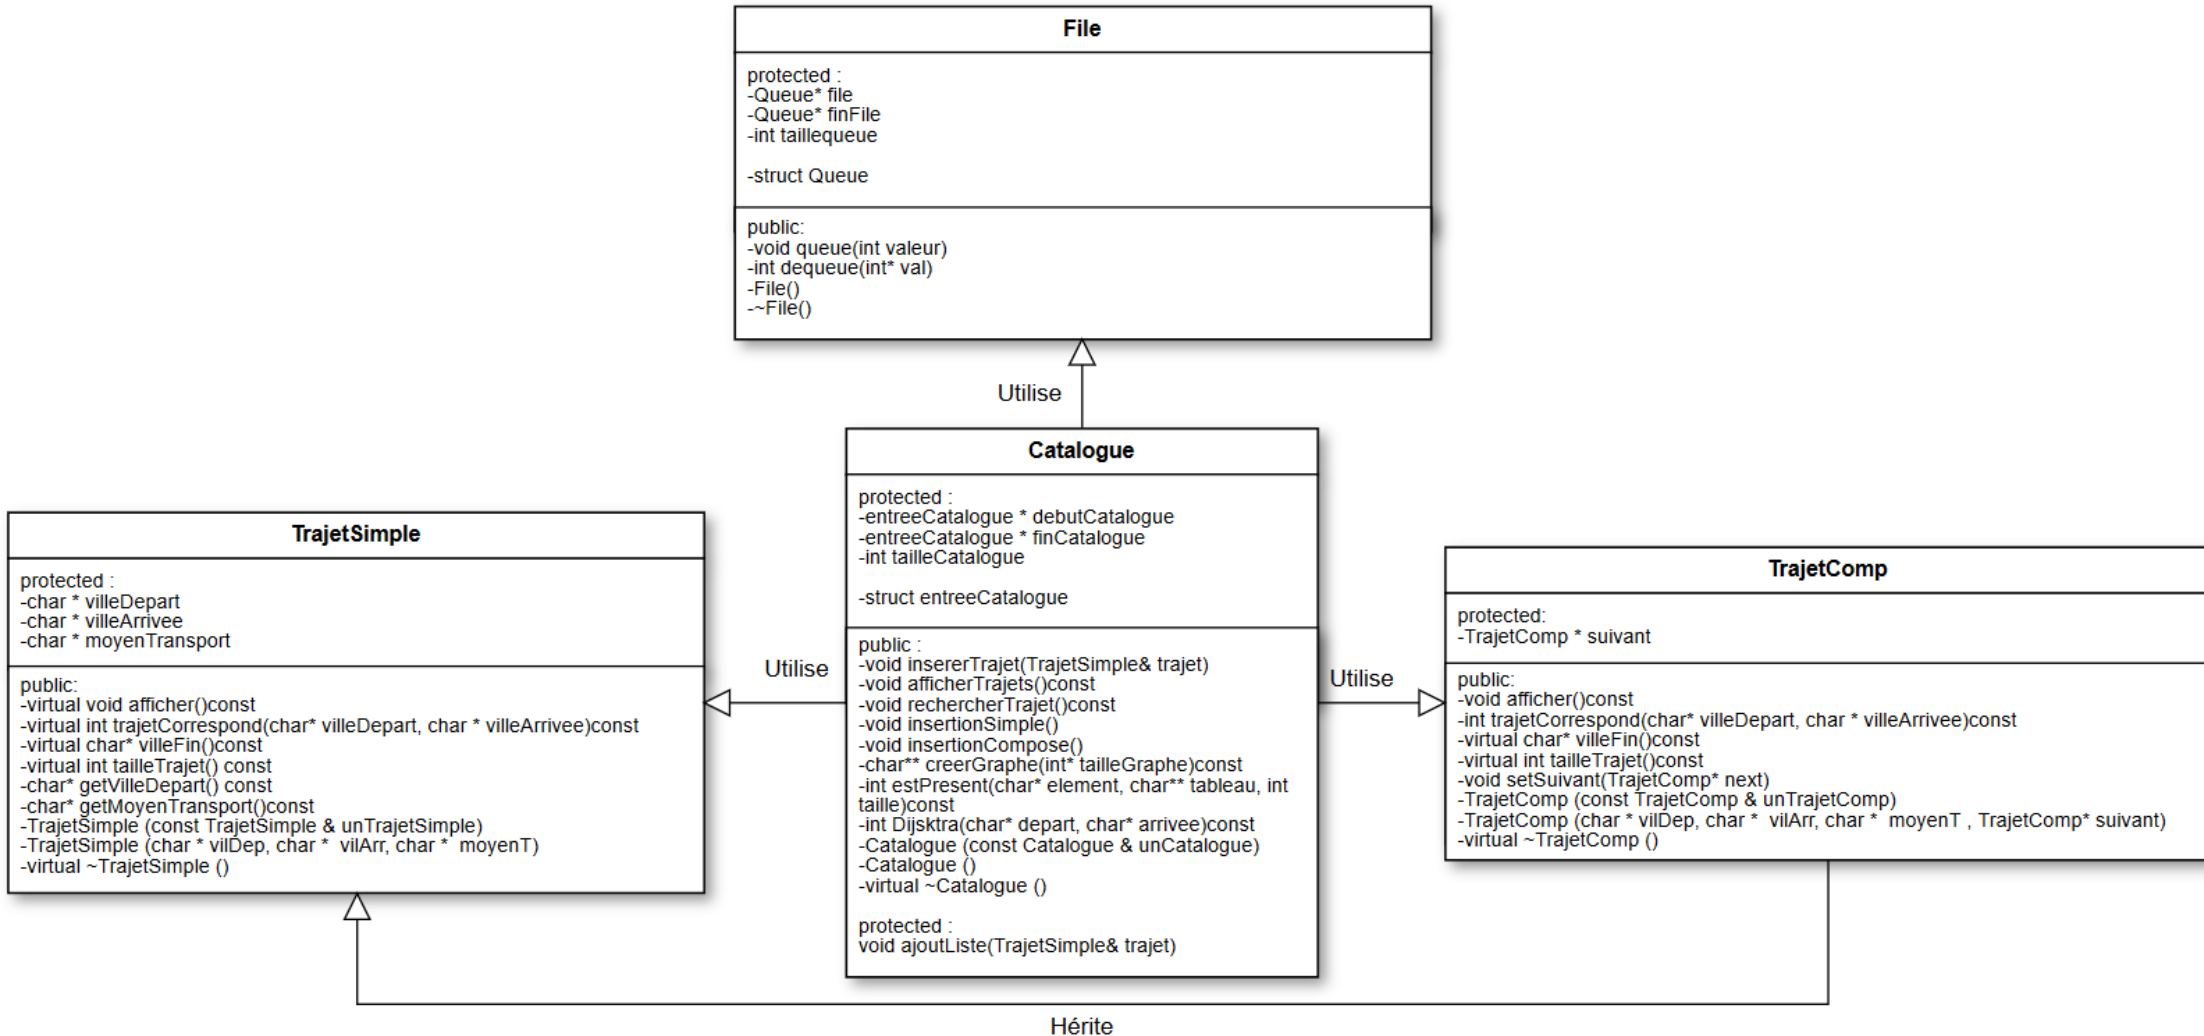 File
protected :
-Queue* file
-Queue* finFile
-int taillequeue
-struct Queue
public:
-void queue(int valeur)
-int dequeue(int* val)
-File()
-~File()
Utilise
Catalogue
protected :
-entreeCatalogue * debutCatalogue
-entreeCatalogue * finCatalogue
-int tailleCatalogue
-struct entreeCatalogue
public :
-void insererTrajet(TrajetSimple& trajet)
-void afficherTrajets()const
-void rechercherTrajet()const
-void insertionSimple()
-void insertionCompose()
-char** creerGraphe(int* tailleGraphe)const
-int estPresent(char* element, char** tableau, int
taille)const
-int Dijsktra(char* depart, char* arrivee)const
-Catalogue (const Catalogue & unCatalogue)
-Catalogue ()
-virtual ~Catalogue ()
protected :
void ajoutListe(TrajetSimple& trajet)
TrajetSimple
protected :
-char * villeDepart
-char * villeArrivee
-char * moyenTransport
public:
-virtual void afficher()const
-virtual int trajetCorrespond(char* villeDepart, char * villeArrivee)const
-virtual char* villeFin()const
-virtual int tailleTrajet() const
-char* getVilleDepart() const
-char* getMoyenTransport()const
-TrajetSimple (const TrajetSimple & unTrajetSimple)
-TrajetSimple (char * vilDep, char * vilArr, char * moyenT)
-virtual ~TrajetSimple ()
Utilise
Utilise
TrajetComp
protected:
-TrajetComp * suivant
public:
-void afficher()const
-int trajetCorrespond(char* villeDepart, char * villeArrivee)const
-virtual char* villeFin()const
-virtual int tailleTrajet()const
-void setSuivant(TrajetComp* next)
-TrajetComp (const TrajetComp & unTrajetComp)
-TrajetComp (char * vilDep, char * vilArr, char * moyenT , TrajetComp* suivant)
-virtual ~TrajetComp ()
Hérite